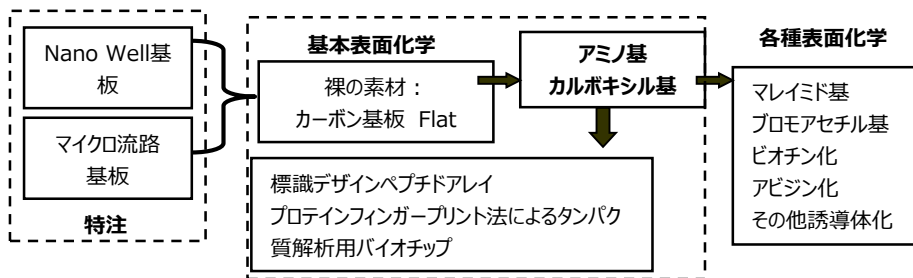 Nano Well基
板
マイクロ流路
基板
特注
基本表面化学
裸の素材：
カーボン基板 Flat
アミノ基
カルボキシル基
標識デザインペプチドアレイ
プロテインフィンガープリント法によるタンパク
質解析用バイオチップ
各種表面化学
マレイミド基
ブロモアセチル基
ビオチン化
アビジン化
その他誘導体化